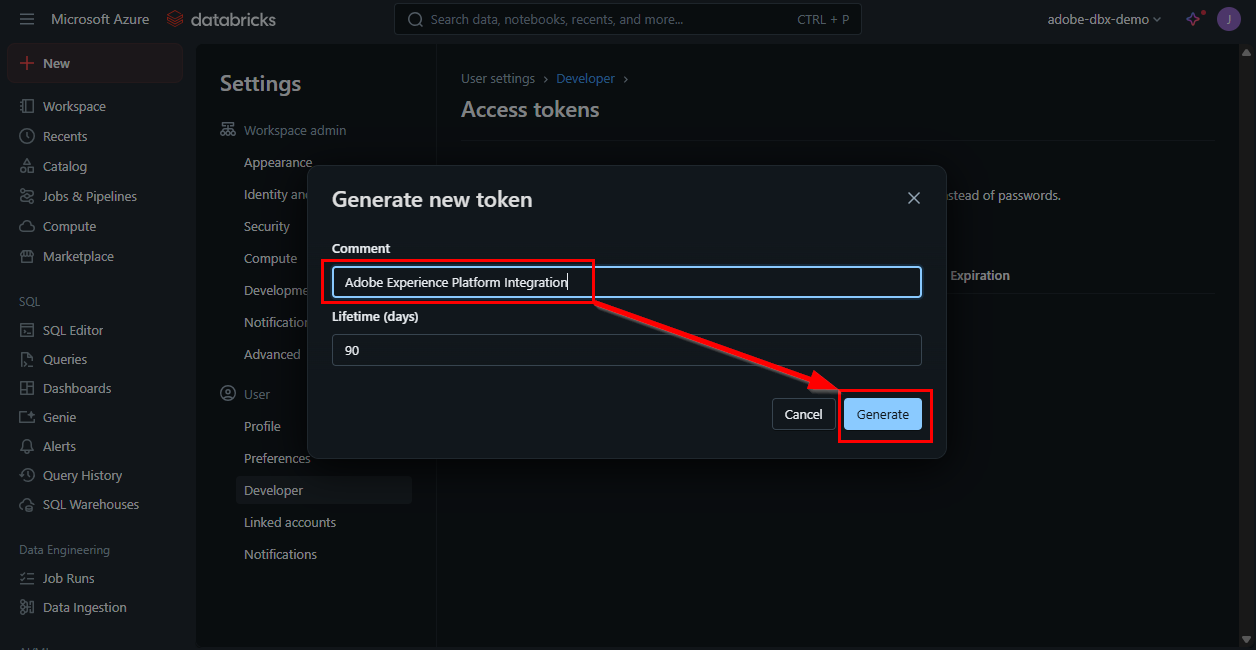 Microsoft Azure databricks Search data, notebooks, recents, and more... CTRL + P adobe-dbx-demo J
New
Workspace
Recents
Catalog
Jobs & Pipelines
Compute
Marketplace
SQL
SQL Editor
Queries
Dashboards
Genie
Alerts
Query History
SQL Warehouses
Data Engineering
Job Runs
Data Ingestion
Settings
Workspace admin
Appearance
Identity an
Security
Compute
Developme
Notification
Advanced
User
Profile
Preferences
Developer
Linked accounts
Notifications
User settings › Developer ›
Access tokens
stead of passwords.
Expiration
Generate new token
Comment
Adobe Experience Platform Integration
Lifetime (days)
90
Cancel Generate